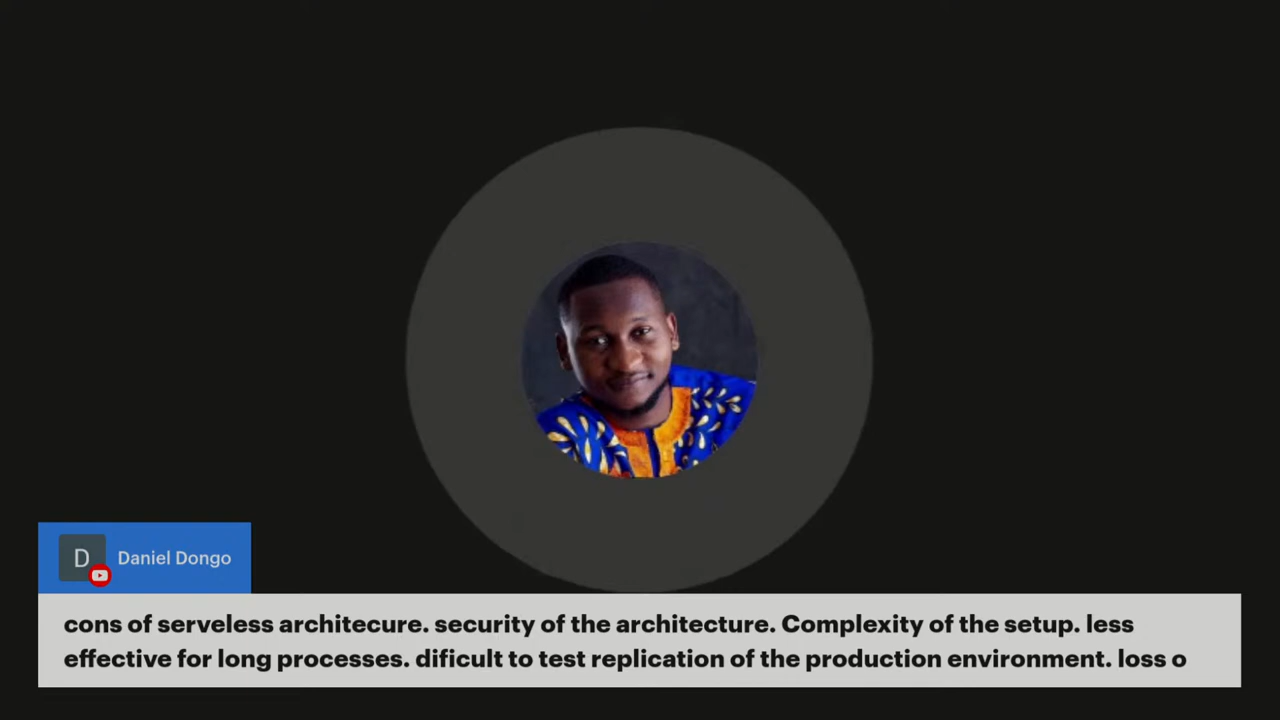 D
Daniel Dongo
cons of serveless architecure. security of the architecture. Complexity of the setup. less
effective for long processes. dificult to test replication of the production environment. loss o